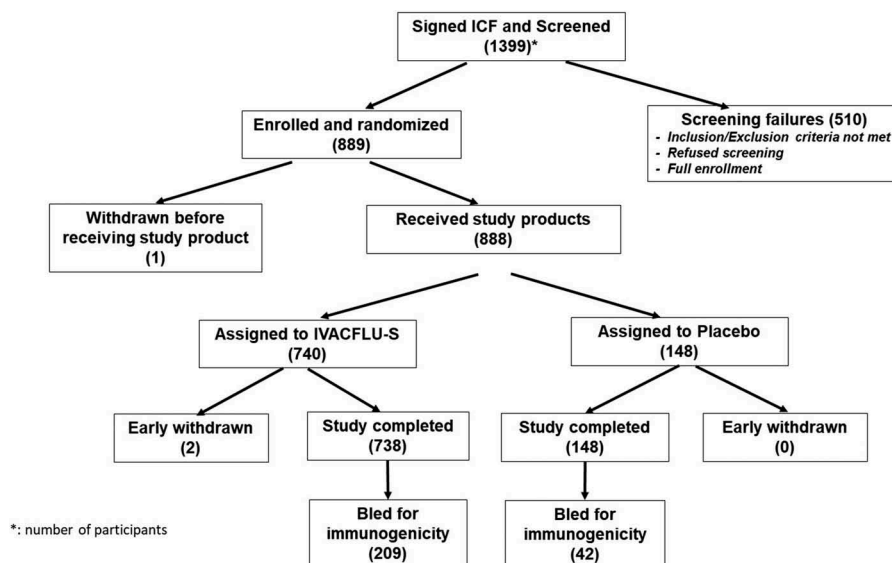 Signed ICF and Screened
(1399)*
Enrolled and randomized
(889)
Screening failures (510)
- Inclusion/Exclusion criteria not met
- Refused screening
- Full enrollment
Withdrawn before
receiving study product
(1)
Received study products
(888)
Assigned to IVACFLU-S
(740)
Assigned to Placebo
(148)
Early withdrawn
(2)
Study completed
(738)
Study completed
(148)
Early withdrawn
(0)
Bled for
immunogenicity
(209)
Bled for
immunogenicity
(42)
*: number of participants